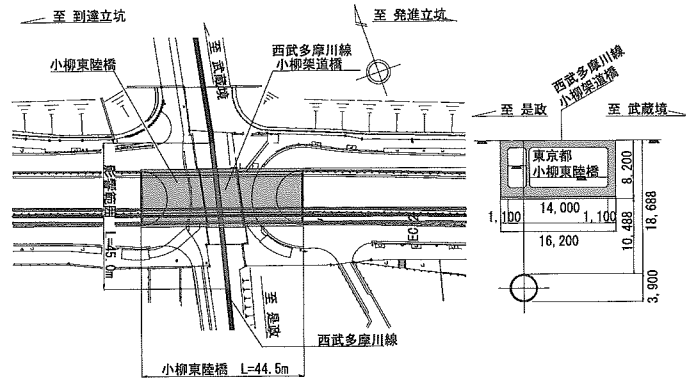 至 到達立坑
至 発進立坑
小柳東陸橋
至 武蔵境
西武多摩川線
小柳架道橋
影響範囲 L=45.0m
至 是政
西武多摩川線
小柳東陸橋 L=44.5m
西武多摩川線
小柳架道橋
至 是政
至 武蔵境
東京都
小柳東陸橋
8,200
1,100
14,000
1,100
16,200
10,488
18,688
3,900